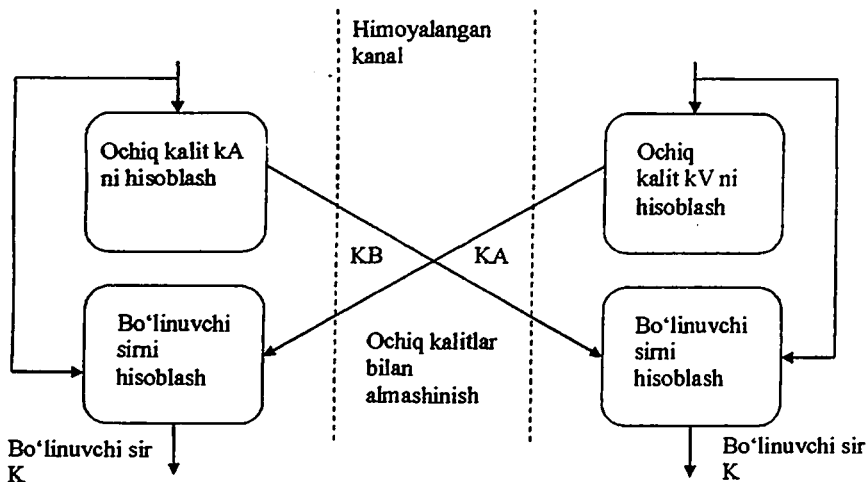 Himoyalangan
kanal
Ochiq kalit kA
ni hisoblash
Ochiq
kalit kV ni
hisoblash
KB
KA
Bo‘linuvchi
sirni
hisoblash
Ochiq kalitlar
bilan
almashinish
Bo‘linuvchi
sirni
hisoblash
Bo‘linuvchi sir
K
Bo‘linuvchi sir
K